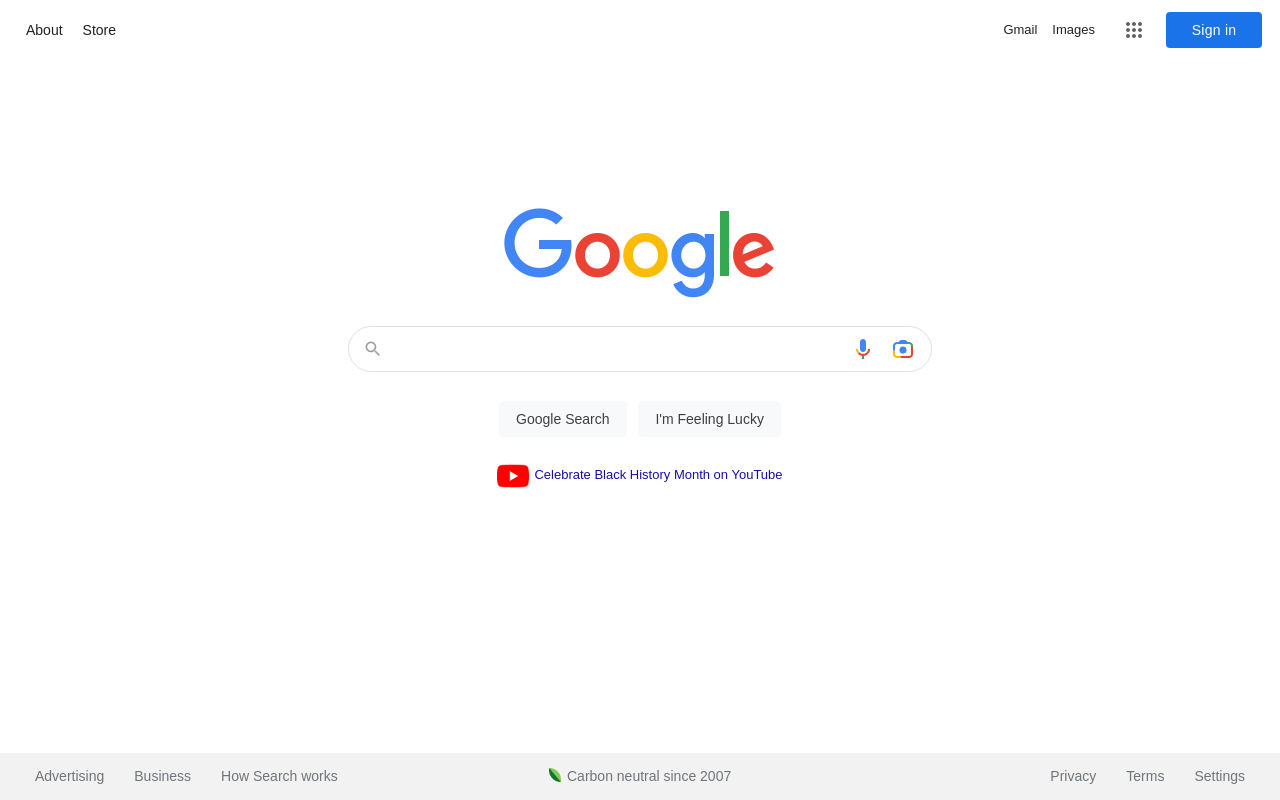 About Store Gmail Images Sign in
Google
Google Search I'm Feeling Lucky
Celebrate Black History Month on YouTube
Advertising Business How Search works Carbon neutral since 2007 Privacy Terms Settings